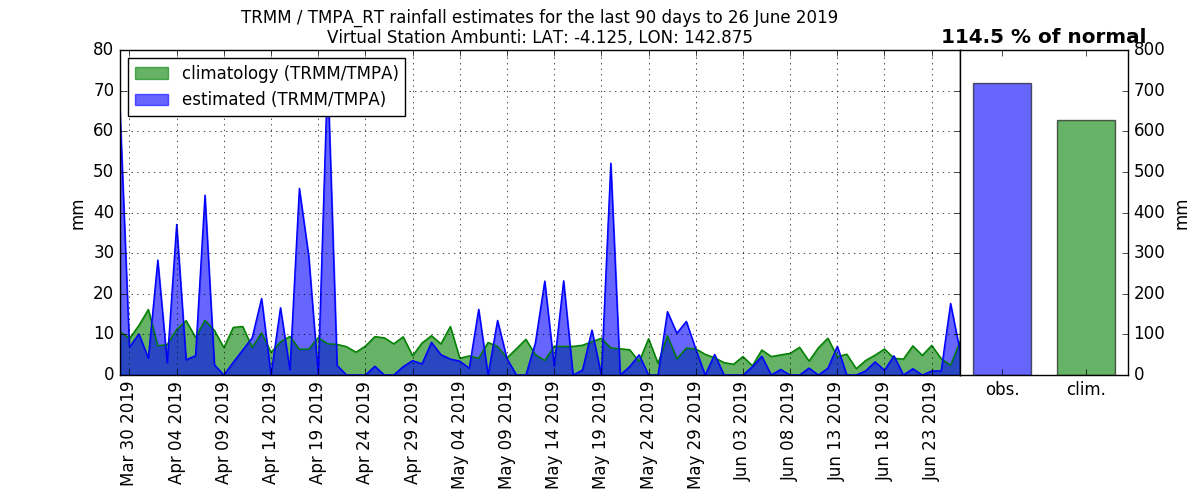 TRMM / TMPA_RT rainfall estimates for the last 90 days to 26 June 2019
Virtual Station Ambunti: LAT: -4.125, LON: 142.875
114.5 % of normal
climatology (TRMM/TMPA)
estimated (TRMM/TMPA)
80
70
60
50
40
30
20
10
0
mm
800
700
600
500
400
300
200
100
0
mm
Mar 30 2019
Apr 04 2019
Apr 09 2019
Apr 14 2019
Apr 19 2019
Apr 24 2019
Apr 29 2019
May 04 2019
May 09 2019
May 14 2019
May 19 2019
May 24 2019
May 29 2019
Jun 03 2019
Jun 08 2019
Jun 13 2019
Jun 18 2019
Jun 23 2019
obs.
clim.